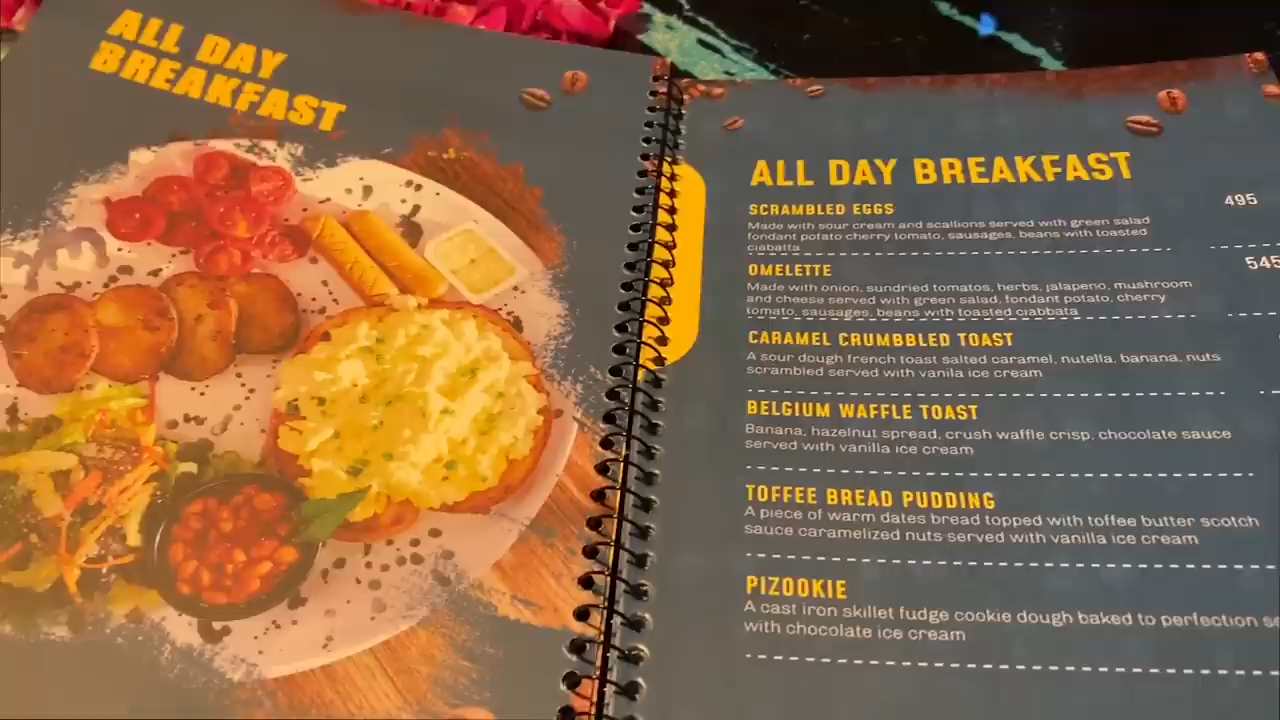 ALL DAY
BREAKFAST
ALL DAY BREAKFAST
SCRAMBLED EGGS
495
Made with sour cream and scallions served with green salad
fondant potato cherry tomato, sausages, beans with toasted
ciabatta
OMELETTE
545
Made with onion, sundried tomatos, herbs, jalapeno, mushroom
and cheese served with green salad, fondant potato, cherry
tomato, sausages, beans with toasted ciabbata
CARAMEL CRUMBBLED TOAST
A sour dough french toast salted caramel, nutella, banana, nuts
scrambled served with vanila ice cream
BELGIUM WAFFLE TOAST
Banana, hazelnut spread, crush waffle crisp, chocolate sauce
served with vanilla ice cream
TOFFEE BREAD PUDDING
A piece of warm dates bread topped with toffee butter scotch
sauce caramelized nuts served with vanilla ice cream
PIZOOKIE
A cast iron skillet fudge cookie dough baked to perfection
with chocolate ice cream